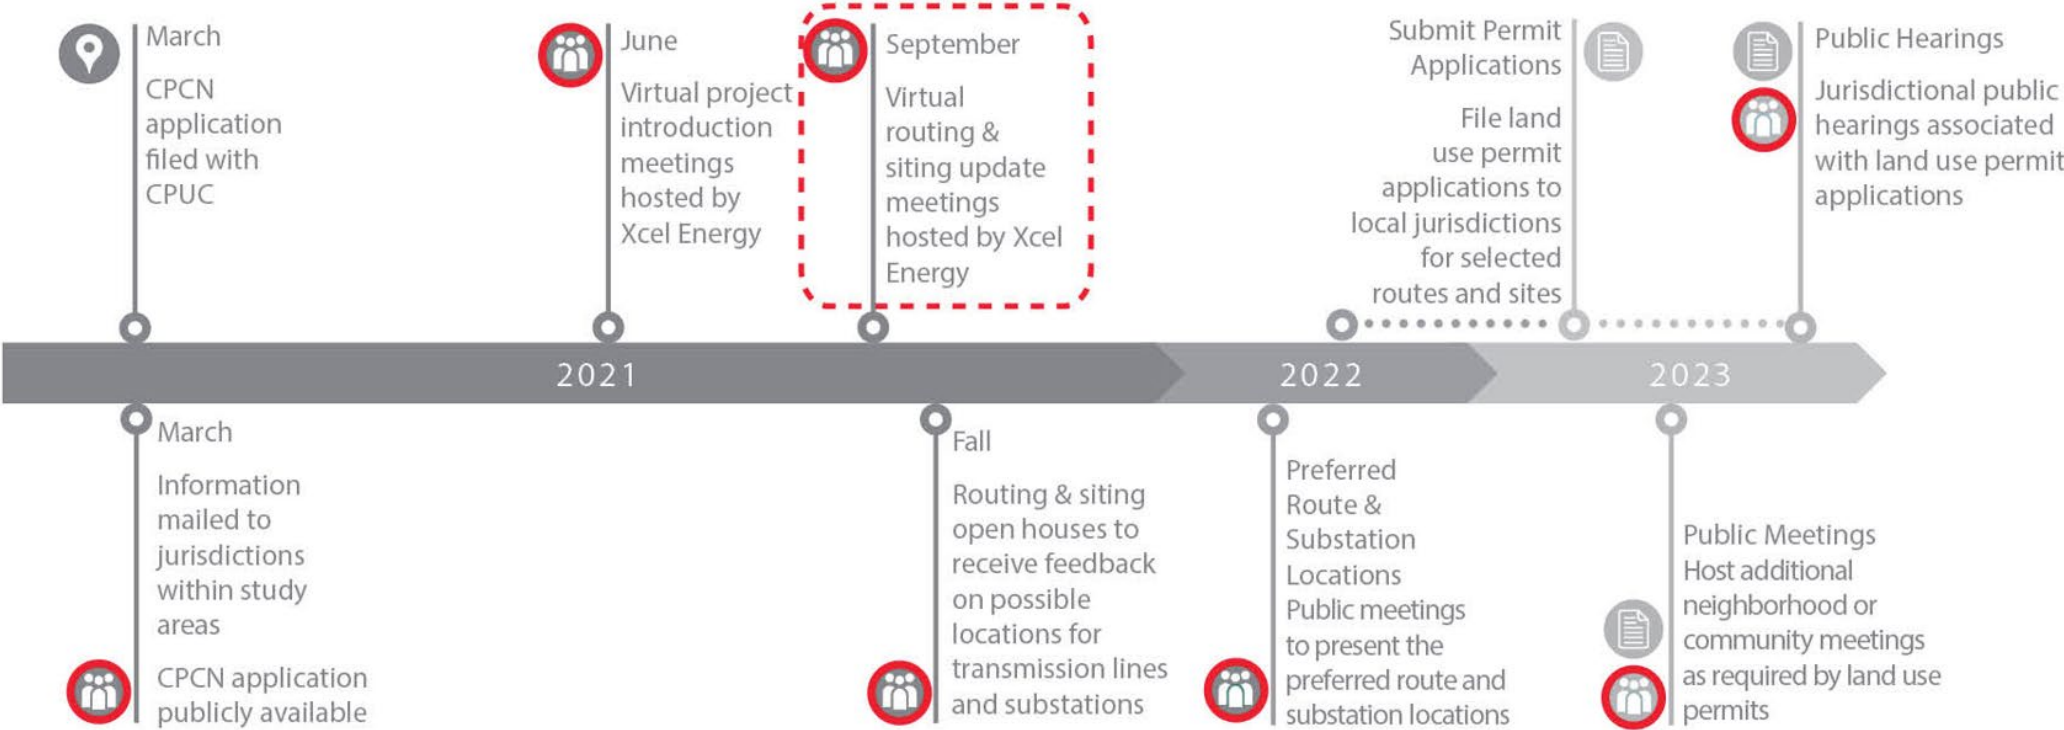 March
CPCN
application
filed with
CPUC
June
Virtual project
introduction
meetings
hosted by
Xcel Energy
September
Virtual
routing &
siting update
meetings
hosted by Xcel
Energy
Submit Permit
Applications
File land
use permit
applications to
local jurisdictions
for selected
routes and sites
Public Hearings
Jurisdictional public
hearings associated
with land use permit
applications
2021
2022
2023
March
Information
mailed to
jurisdictions
within study
areas
CPCN application
publicly available
Fall
Routing & siting
open houses to
receive feedback
on possible
locations for
transmission lines
and substations
Preferred
Route &
Substation
Locations
Public meetings
to present the
preferred route and
substation locations
Public Meetings
Host additional
neighborhood or
community meetings
as required by land use
permits